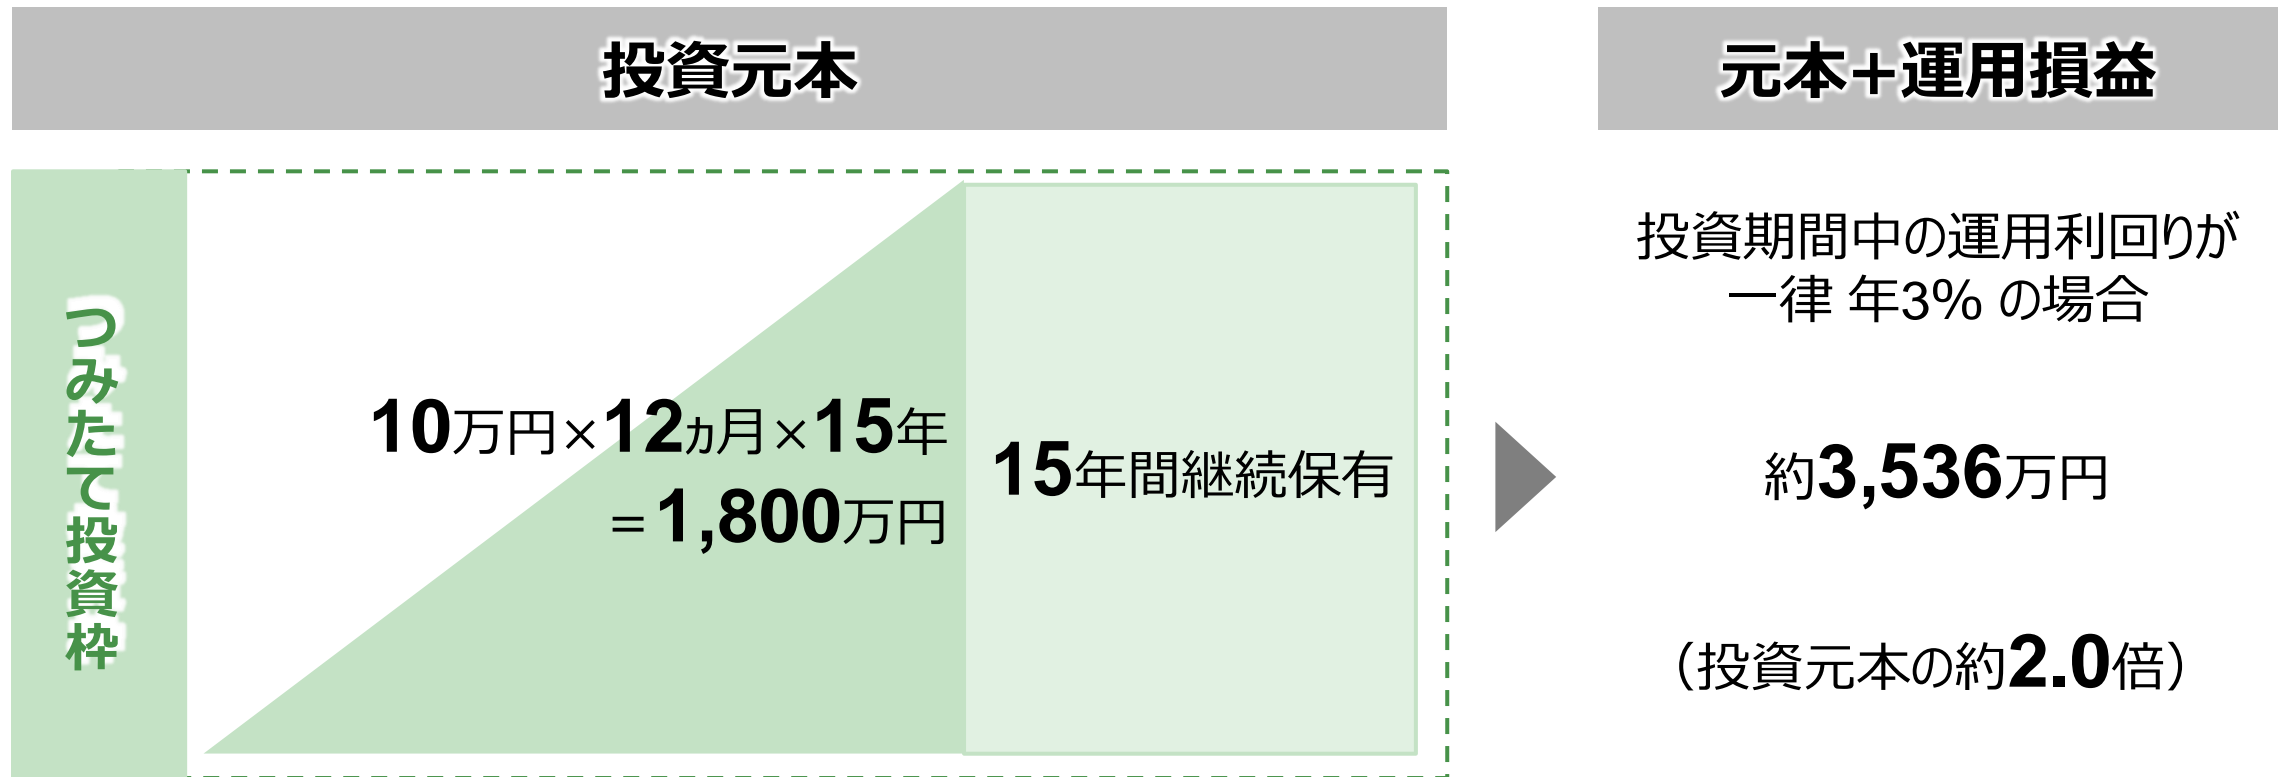 投資元本
元本+運用損益
つみたて投資枠
10万円×12ヵ月×15年
=1,800万円
15年間継続保有
投資期間中の運用利回りが
一律 年3% の場合
約3,536万円
（投資元本の約2.0倍）